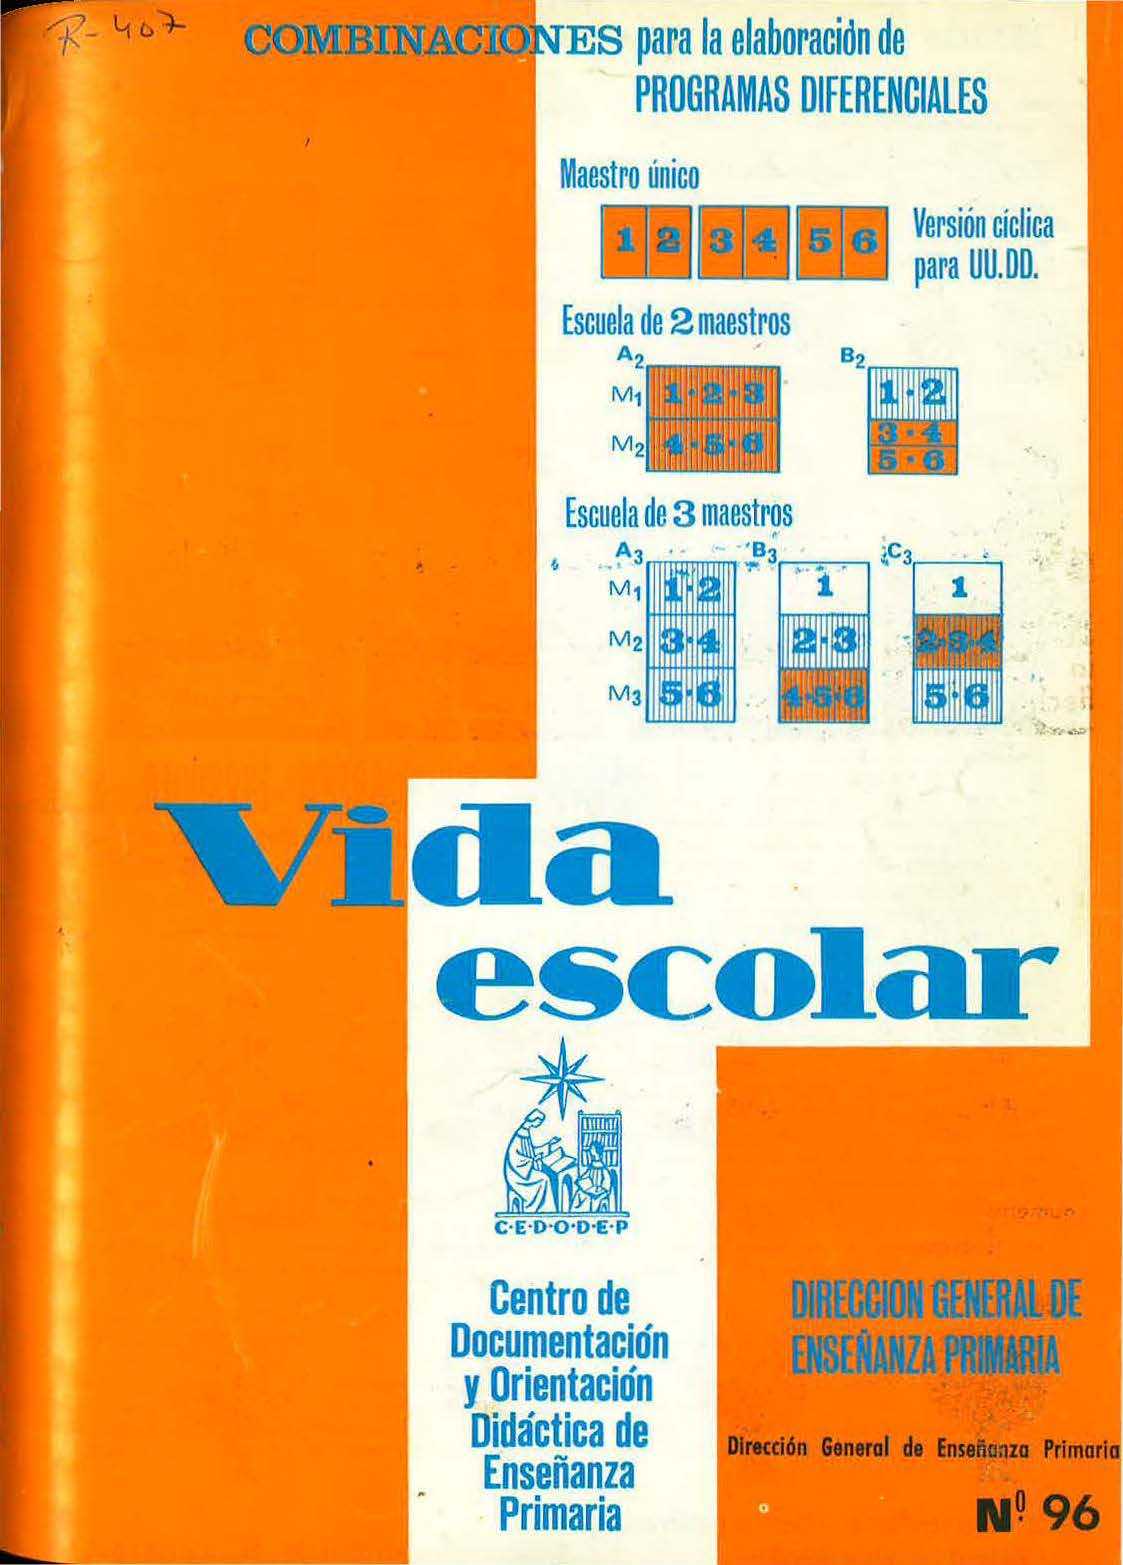 R-407
COMBINACIONES para la elaboración de
PROGRAMAS DIFERENCIALES
Maestro único
1 2 3 4 5 6
Versión cíclica
para UU.DD.
Escuela de 2 maestros
A2 B2
M1 1·2·3 1·2
M2 4·5·6 3·4
5·6
Escuela de 3 maestros
A3 B3 C3
M1 1·2 1 1
M2 3·4 2·3 2·3·4
M3 5·6 4·5·6 5·6
Vida
escolar
C·E·D·O·D·E·P
Centro de
Documentación
y Orientación
Didáctica de
Enseñanza
Primaria
DIRECCION GENERAL DE
ENSEÑANZA PRIMARIA
Dirección General de Enseñanza Primaria
Nº 96